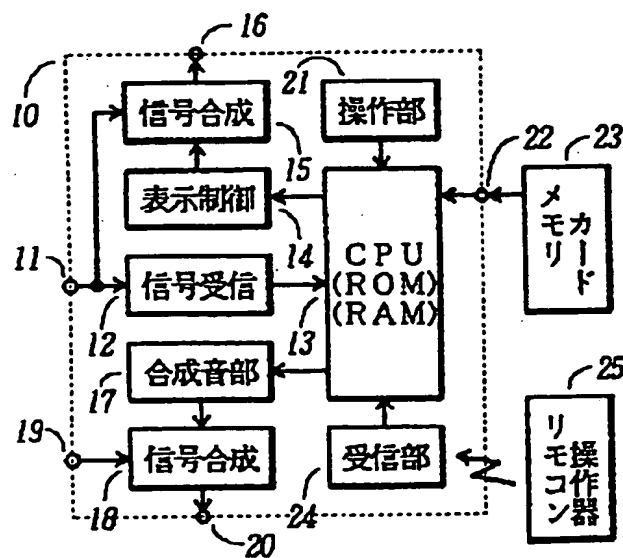 16
10
信号合成
21
操作部
15
22
23
表示制御
14
CPU
(ROM)
(RAM)
メモリ
カード
11
信号受信
12
13
合成音部
17
25
19
信号合成
18
受信部
24
20
リモコン
操作器